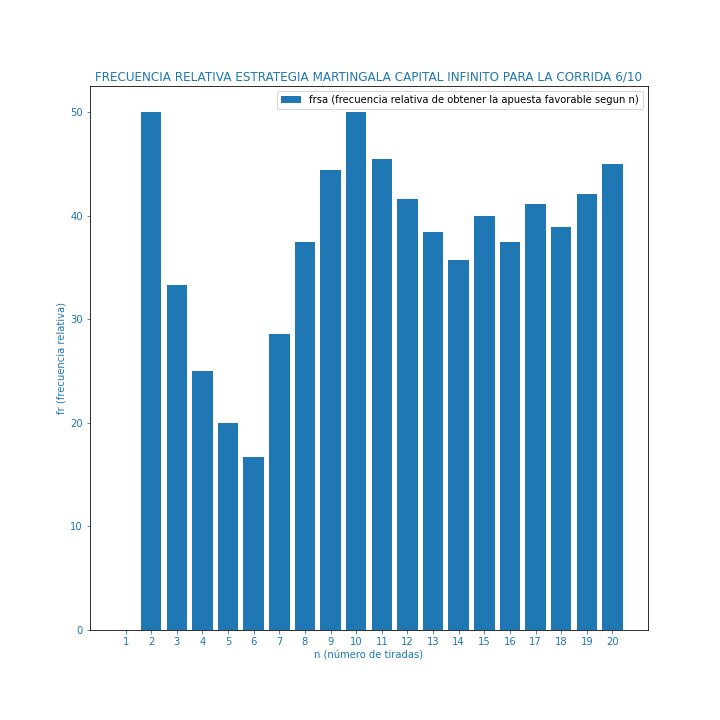 FRECUENCIA RELATIVA ESTRATEGIA MARTINGALA CAPITAL INFINITO PARA LA CORRIDA 6/10
frsa (frecuencia relativa de obtener la apuesta favorable segun n)
fr (frecuencia relativa)
50
40
30
20
10
0
1 2 3 4 5 6 7 8 9 10 11 12 13 14 15 16 17 18 19 20
n (número de tiradas)